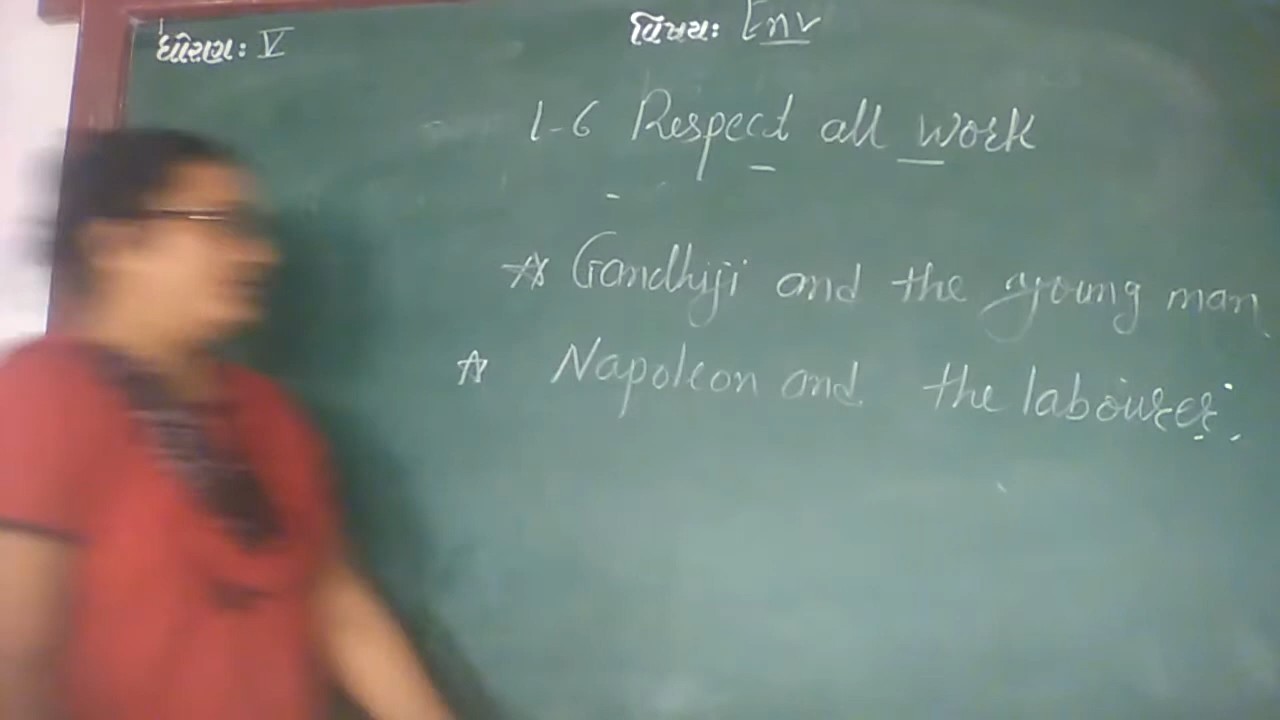 ધોરણ: V
વિષય: Env
1-6 Respect all work
☆ Gandhiji and the young man
☆ Napoleon and the labourer.